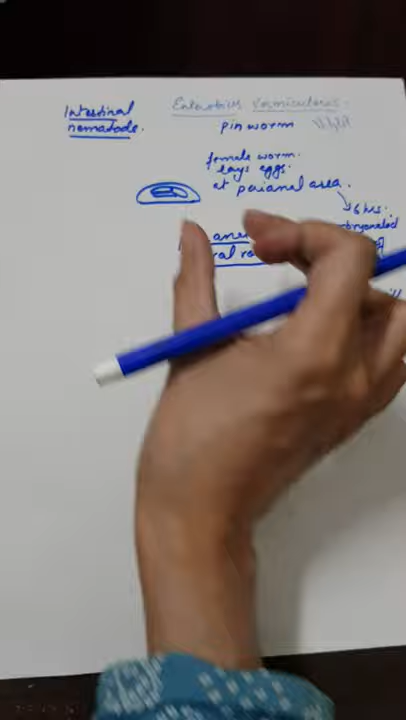 Intestinal
nematode.
Enterobius Vermicularis.
pinworm
female worm
lays eggs
at perianal area.
6 hrs.